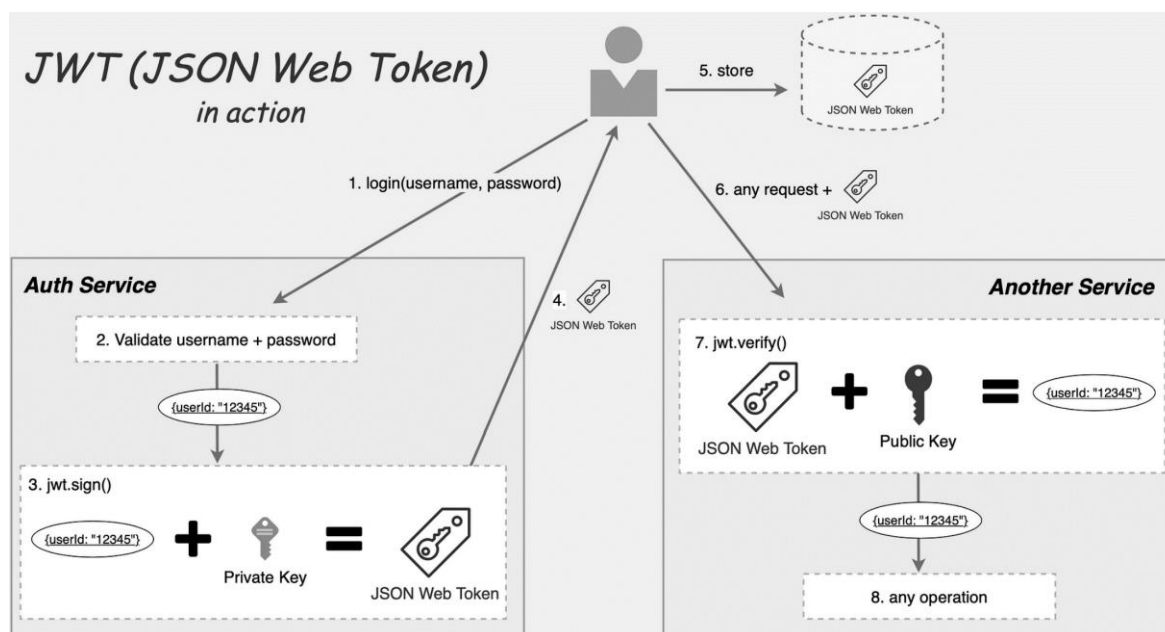 JWT (JSON Web Token)
in action
5. store
JSON Web Token
1. login(username, password)
6. any request +
JSON Web Token
4.
JSON Web Token
Auth Service
2. Validate username + password
{userId: "12345"}
3. jwt.sign()
{userId: "12345"}
Private Key
JSON Web Token
Another Service
7. jwt.verify()
JSON Web Token
Public Key
{userId: "12345"}
{userId: "12345"}
8. any operation